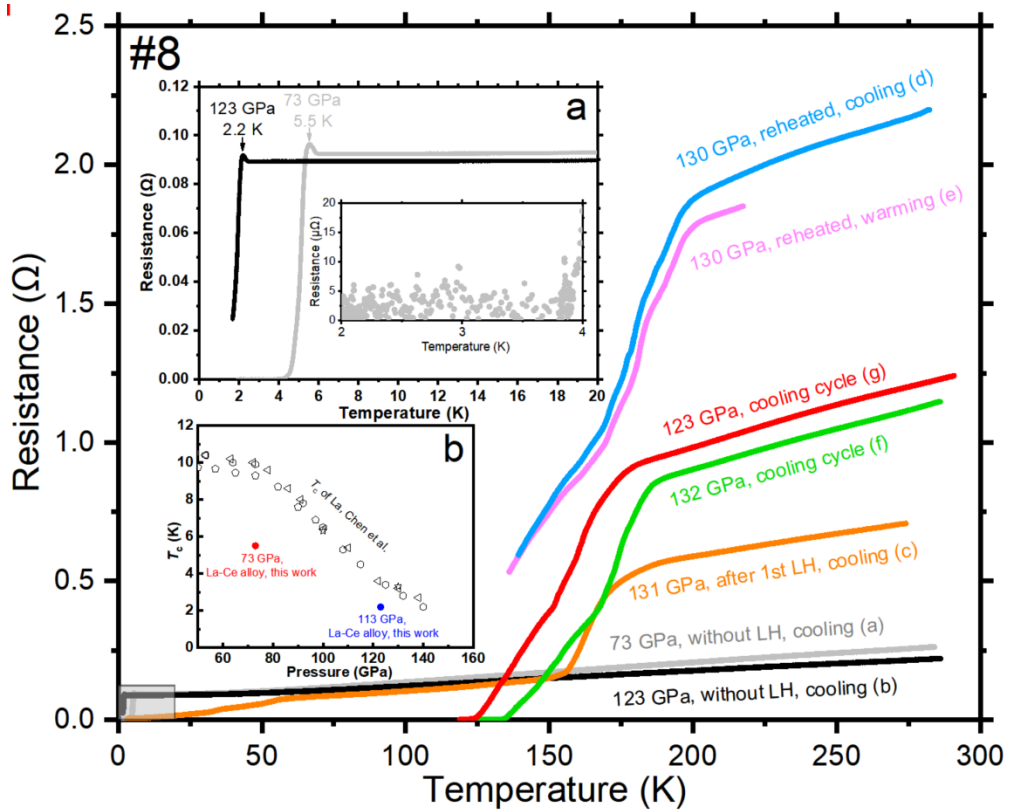 #8
2.5
2.0
1.5
1.0
0.5
0.0
Resistance (Ω)
0
50
100
150
200
250
300
Temperature (K)
a
0.12
0.10
0.08
0.06
0.04
0.02
0.00
Resistance (Ω)
123 GPa
2.2 K
73 GPa
5.5 K
0
2
4
6
8
10
12
14
16
18
20
Temperature (K)
20
15
10
5
0
Resistance (μΩ)
2
3
4
Temperature (K)
b
12
10
8
6
4
2
0
Tc (K)
Tc of La, Chen et al.
73 GPa,
La-Ce alloy, this work
113 GPa,
La-Ce alloy, this work
60
80
100
120
140
160
Pressure (GPa)
130 GPa, reheated, cooling (d)
130 GPa, reheated, warming (e)
123 GPa, cooling cycle (g)
132 GPa, cooling cycle (f)
131 GPa, after 1st LH, cooling (c)
73 GPa, without LH, cooling (a)
123 GPa, without LH, cooling (b)